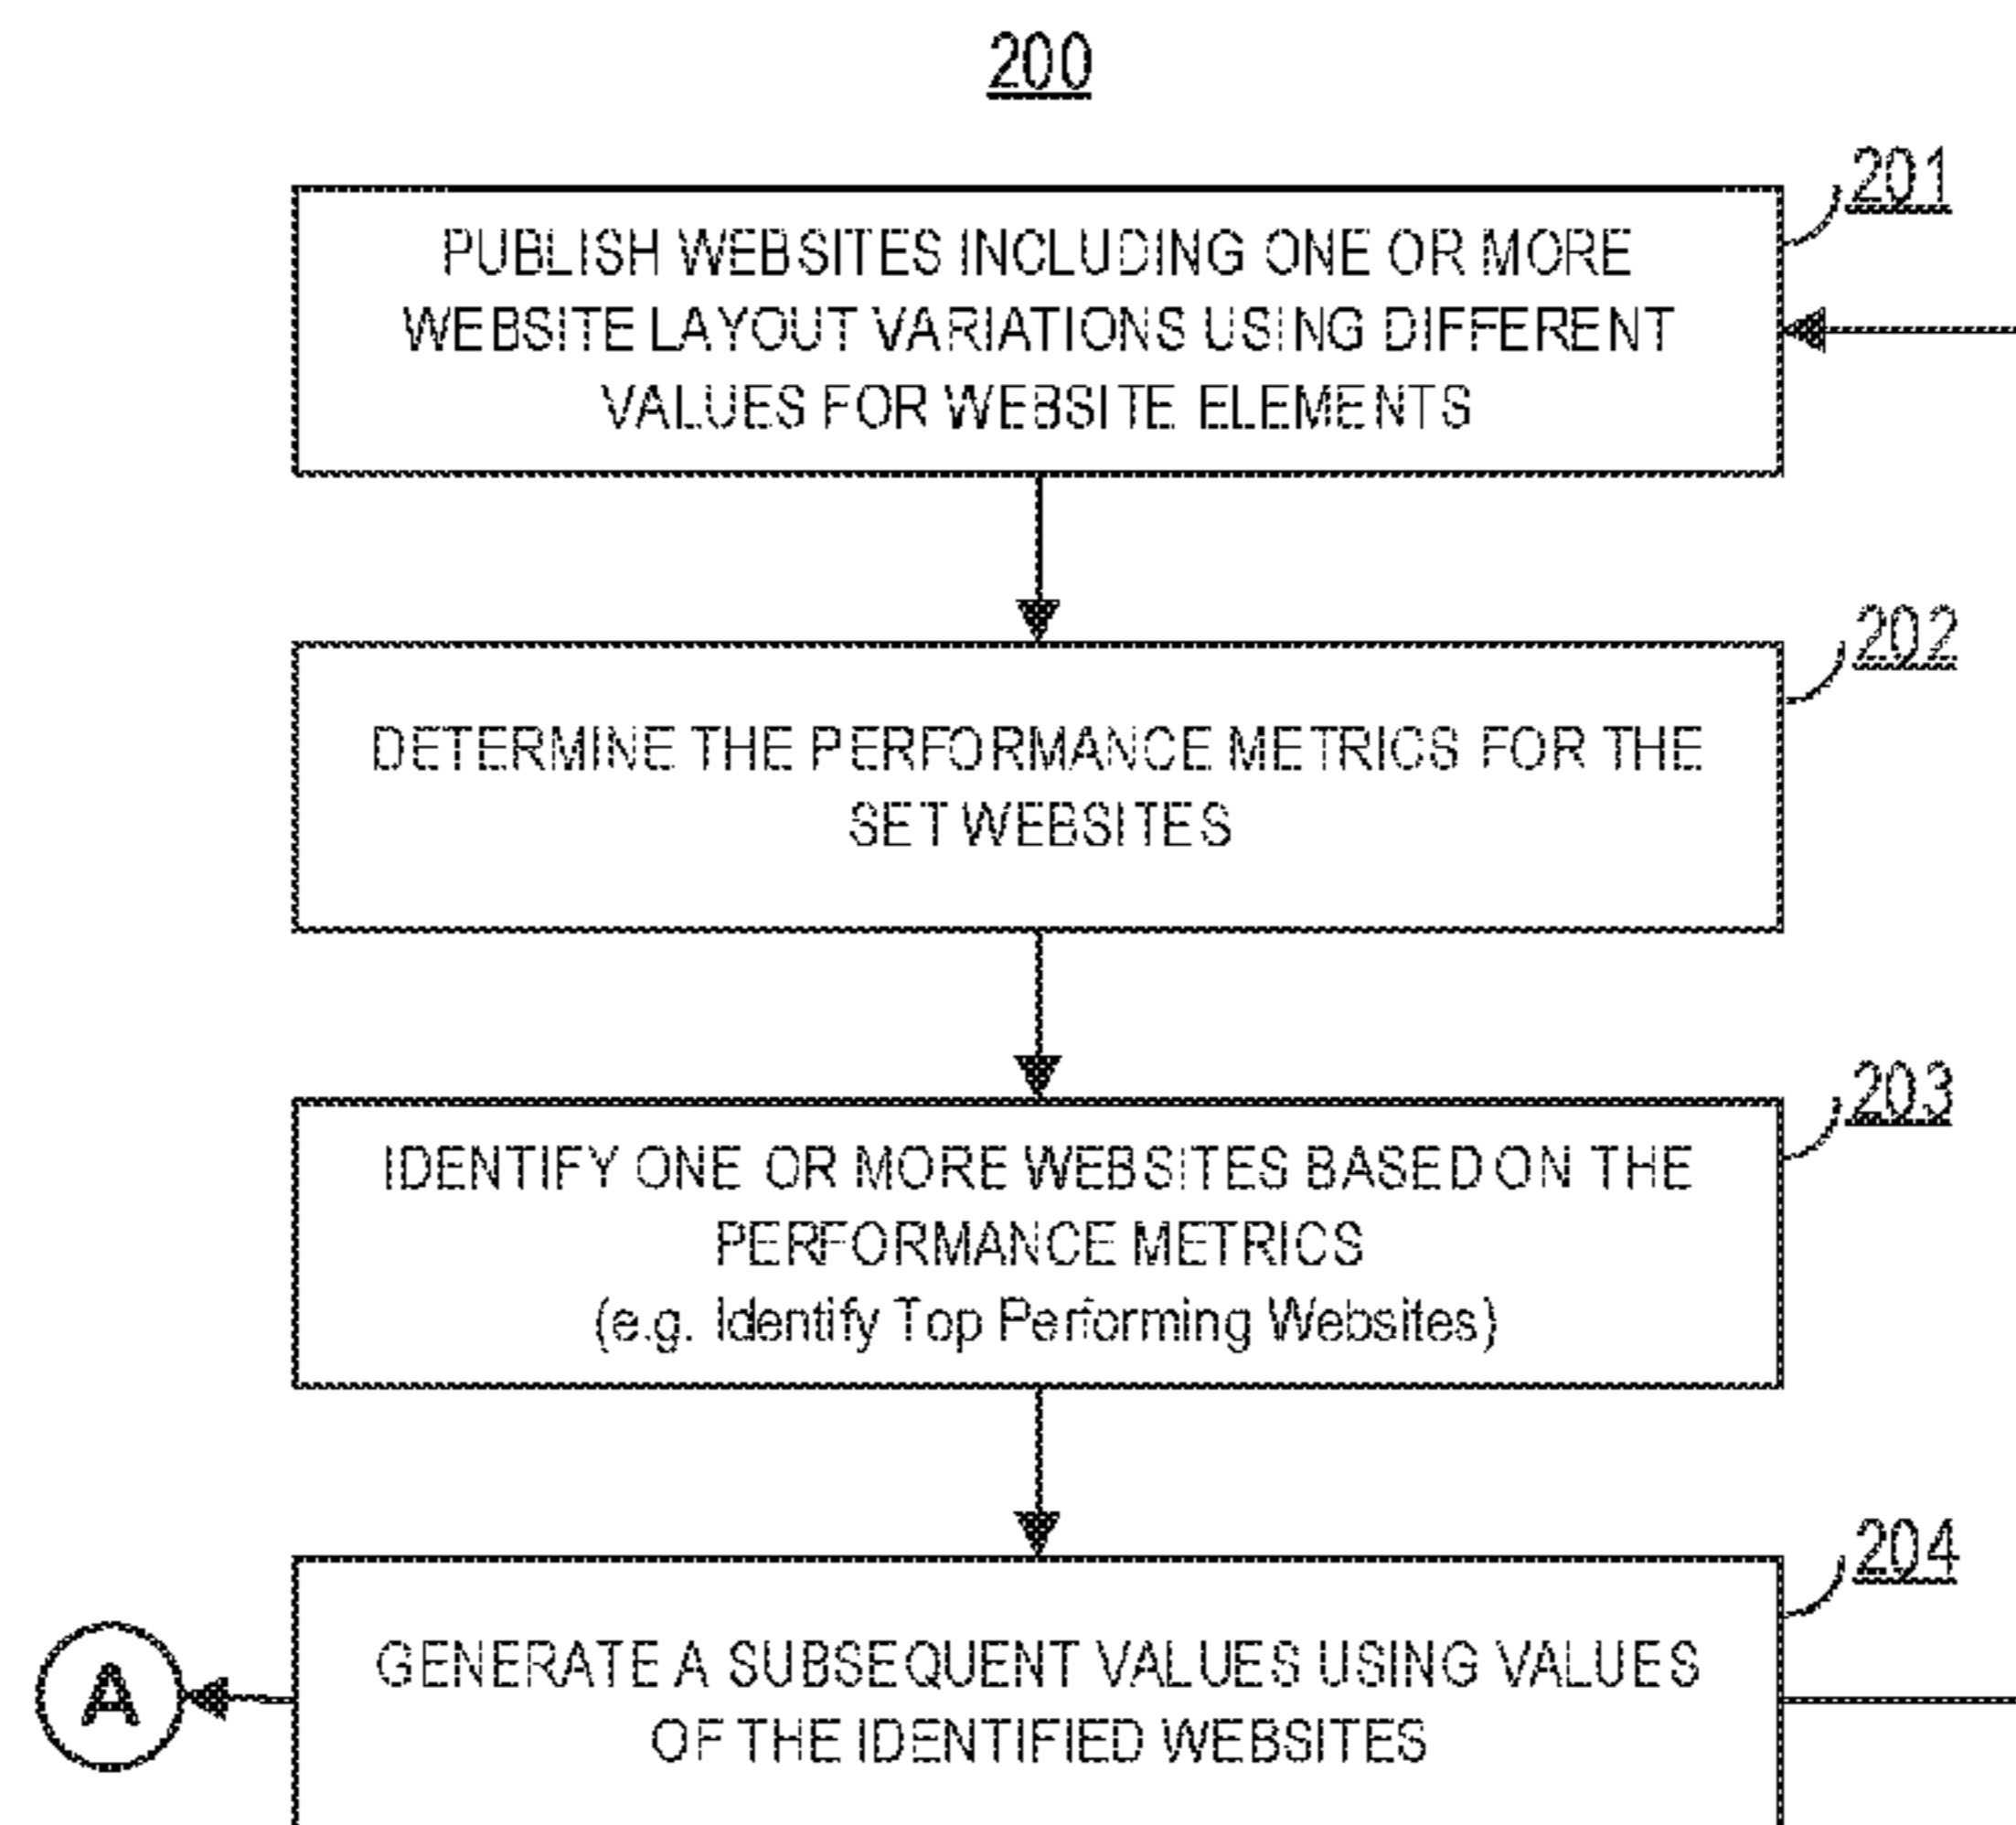 200
201
PUBLISH WEBSITES INCLUDING ONE OR MORE
WEBSITE LAYOUT VARIATIONS USING DIFFERENT
VALUES FOR WEBSITE ELEMENTS
202
DETERMINE THE PERFORMANCE METRICS FOR THE
SET WEBSITES
203
IDENTIFY ONE OR MORE WEBSITES BASED ON THE
PERFORMANCE METRICS
(e.g. Identify Top Performing Websites)
204
GENERATE A SUBSEQUENT VALUES USING VALUES
OF THE IDENTIFIED WEBSITES
A